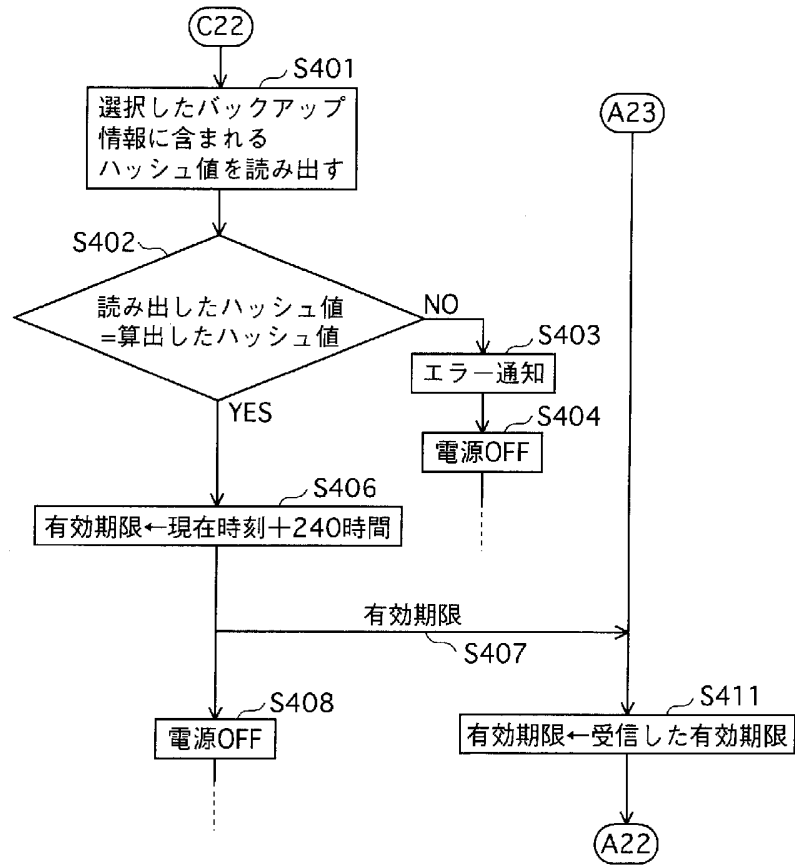 C22
S401
選択したバックアップ
情報に含まれる
ハッシュ値を読み出す
A23
S402
読み出したハッシュ値
=算出したハッシュ値
NO
S403
エラー通知
YES
S404
電源OFF
S406
有効期限←現在時刻+240時間
有効期限
S407
S408
電源OFF
S411
有効期限←受信した有効期限
A22